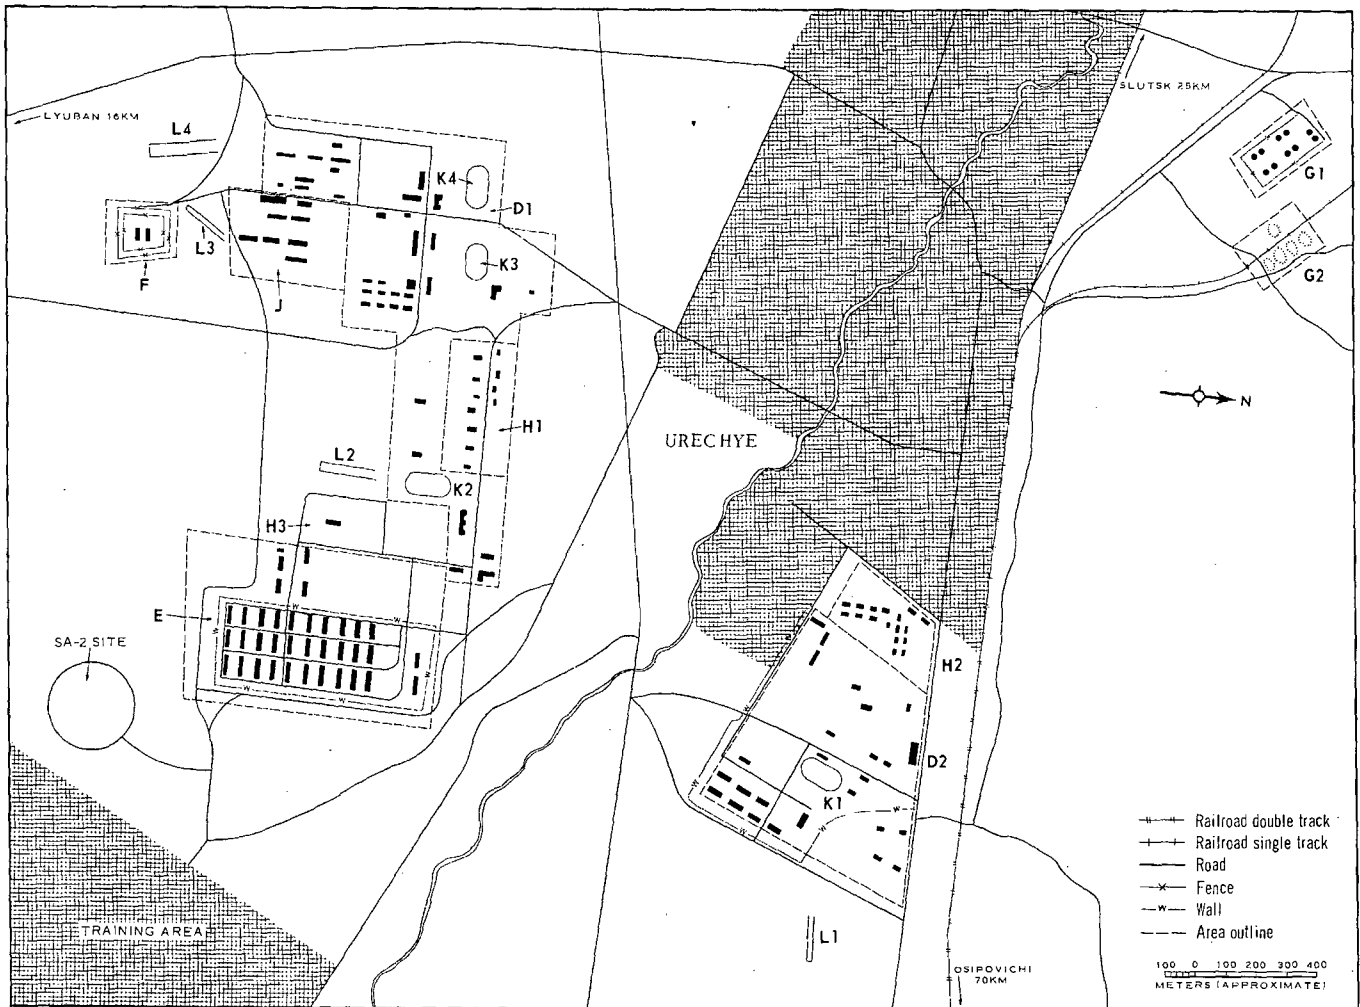 SLUTSK 25KM
LYUBAN 16KM
L4
K4
D1
G1
L3
K3
F
J
G2
N
H1
URECHYE
L2
K2
H3
E
SA-2 SITE
H2
D2
K1
Railroad double track
Railroad single track
Road
Fence
Wall
Area outline
TRAINING AREA
L1
OSIPOVICHI
70KM
100 0 100 200 300 400
METERS (APPROXIMATE)
W
W
W
W
W
W
W
W
W